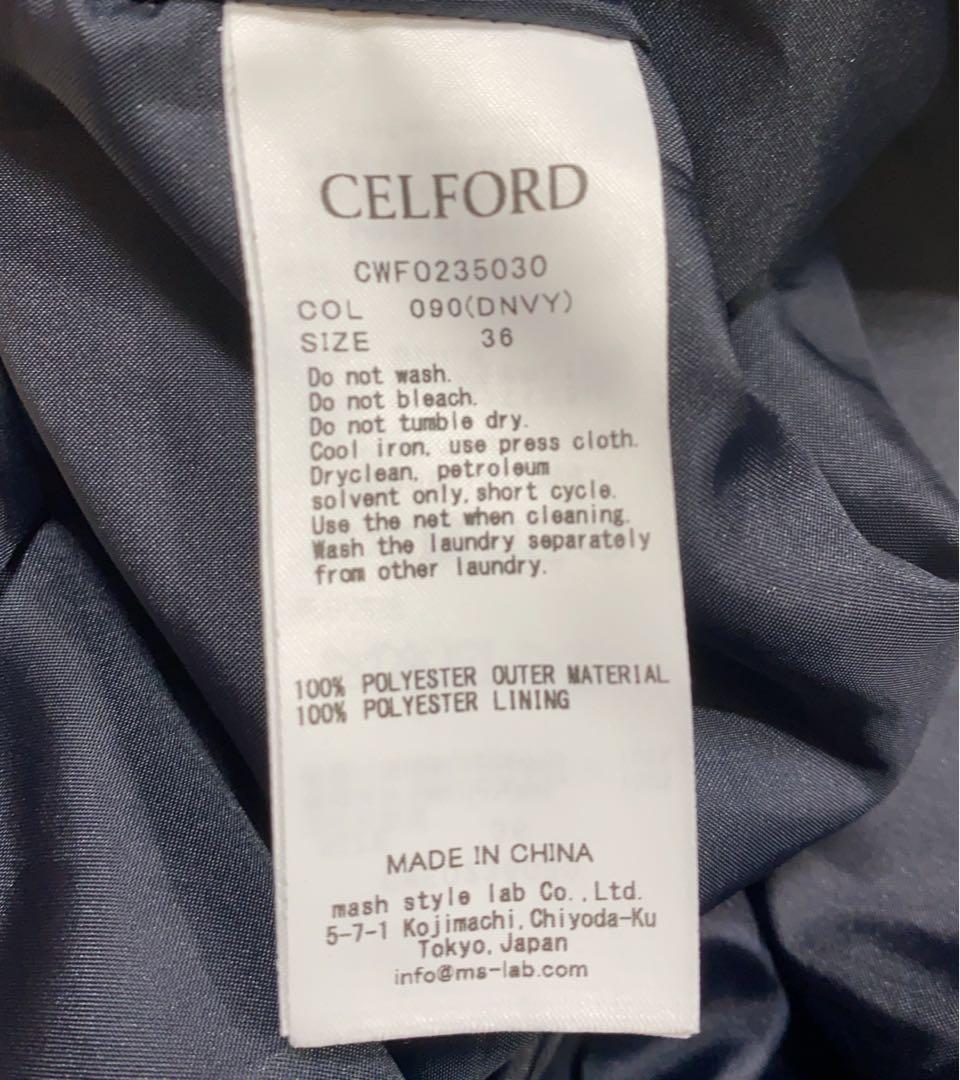 CELFORD
CWFO235030
COL 090(DNVY)
SIZE 36
Do not wash.
Do not bleach.
Do not tumble dry.
Cool iron, use press cloth.
Dryclean, petroleum
solvent only,short cycle.
Use the net when cleaning.
Wash the laundry separately
from other laundry.
100% POLYESTER OUTER MATERIAL
100% POLYESTER LINING
MADE IN CHINA
mash style lab Co.,Ltd.
5-7-1 Kojimachi,Chiyoda-Ku
Tokyo,Japan
info@ms-lab.com